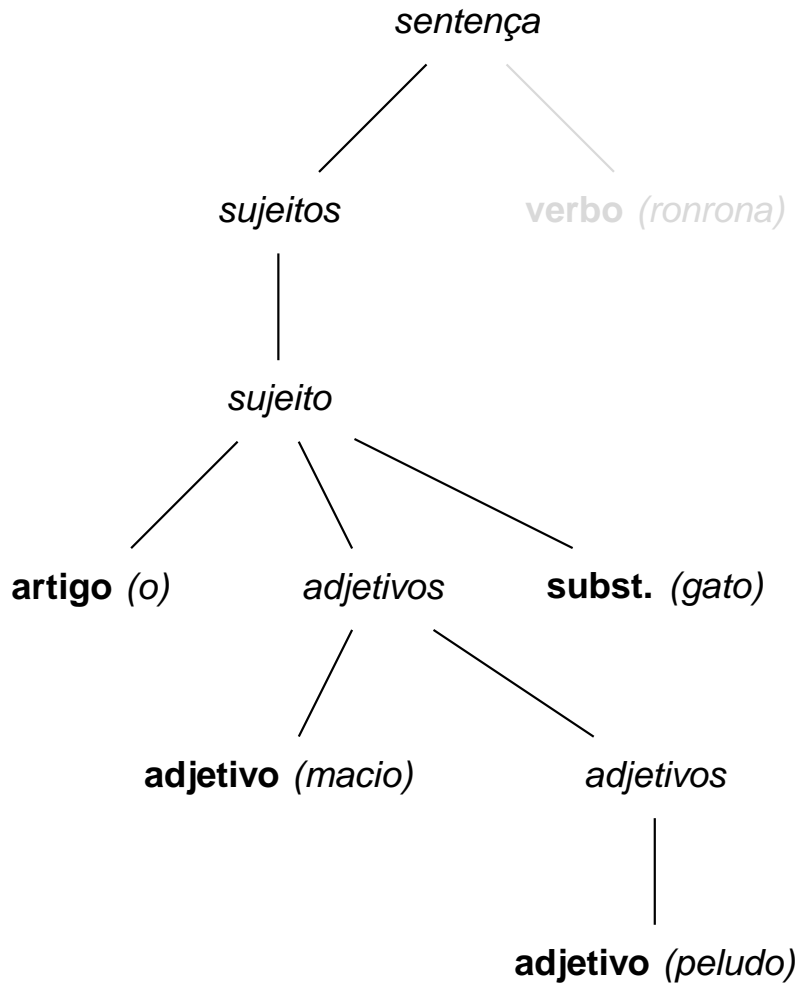 sentença
sujeitos verbo (ronrona)
sujeito
artigo (o) adjetivos subst. (gato)
adjetivo (macio) adjetivos
adjetivo (peludo)